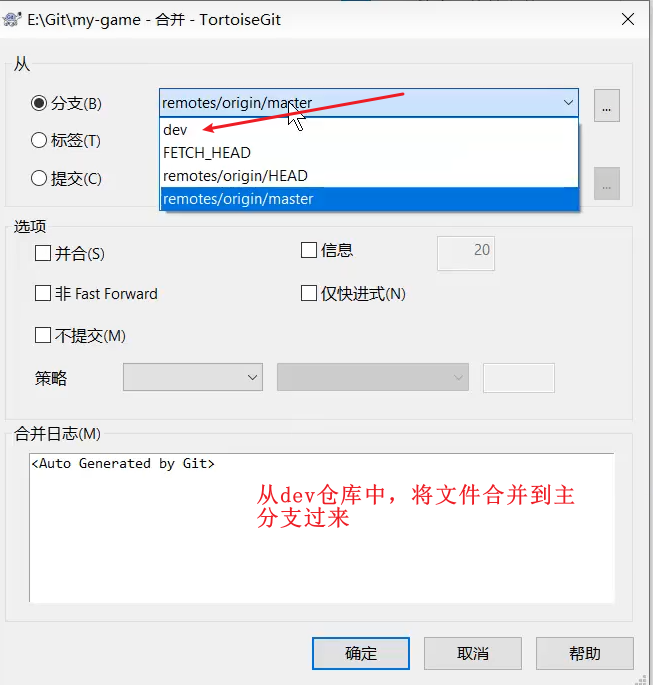 E:\Git\my-game - 合并 - TortoiseGit
从
分支(B)
remotes/origin/master
...
dev
标签(T)
FETCH_HEAD
提交(C)
remotes/origin/HEAD
...
remotes/origin/master
选项
并合(S)
信息
20
非 Fast Forward
仅快进式(N)
不提交(M)
策略
合并日志(M)
<Auto Generated by Git>
从dev仓库中，将文件合并到主
分支过来
确定
取消
帮助